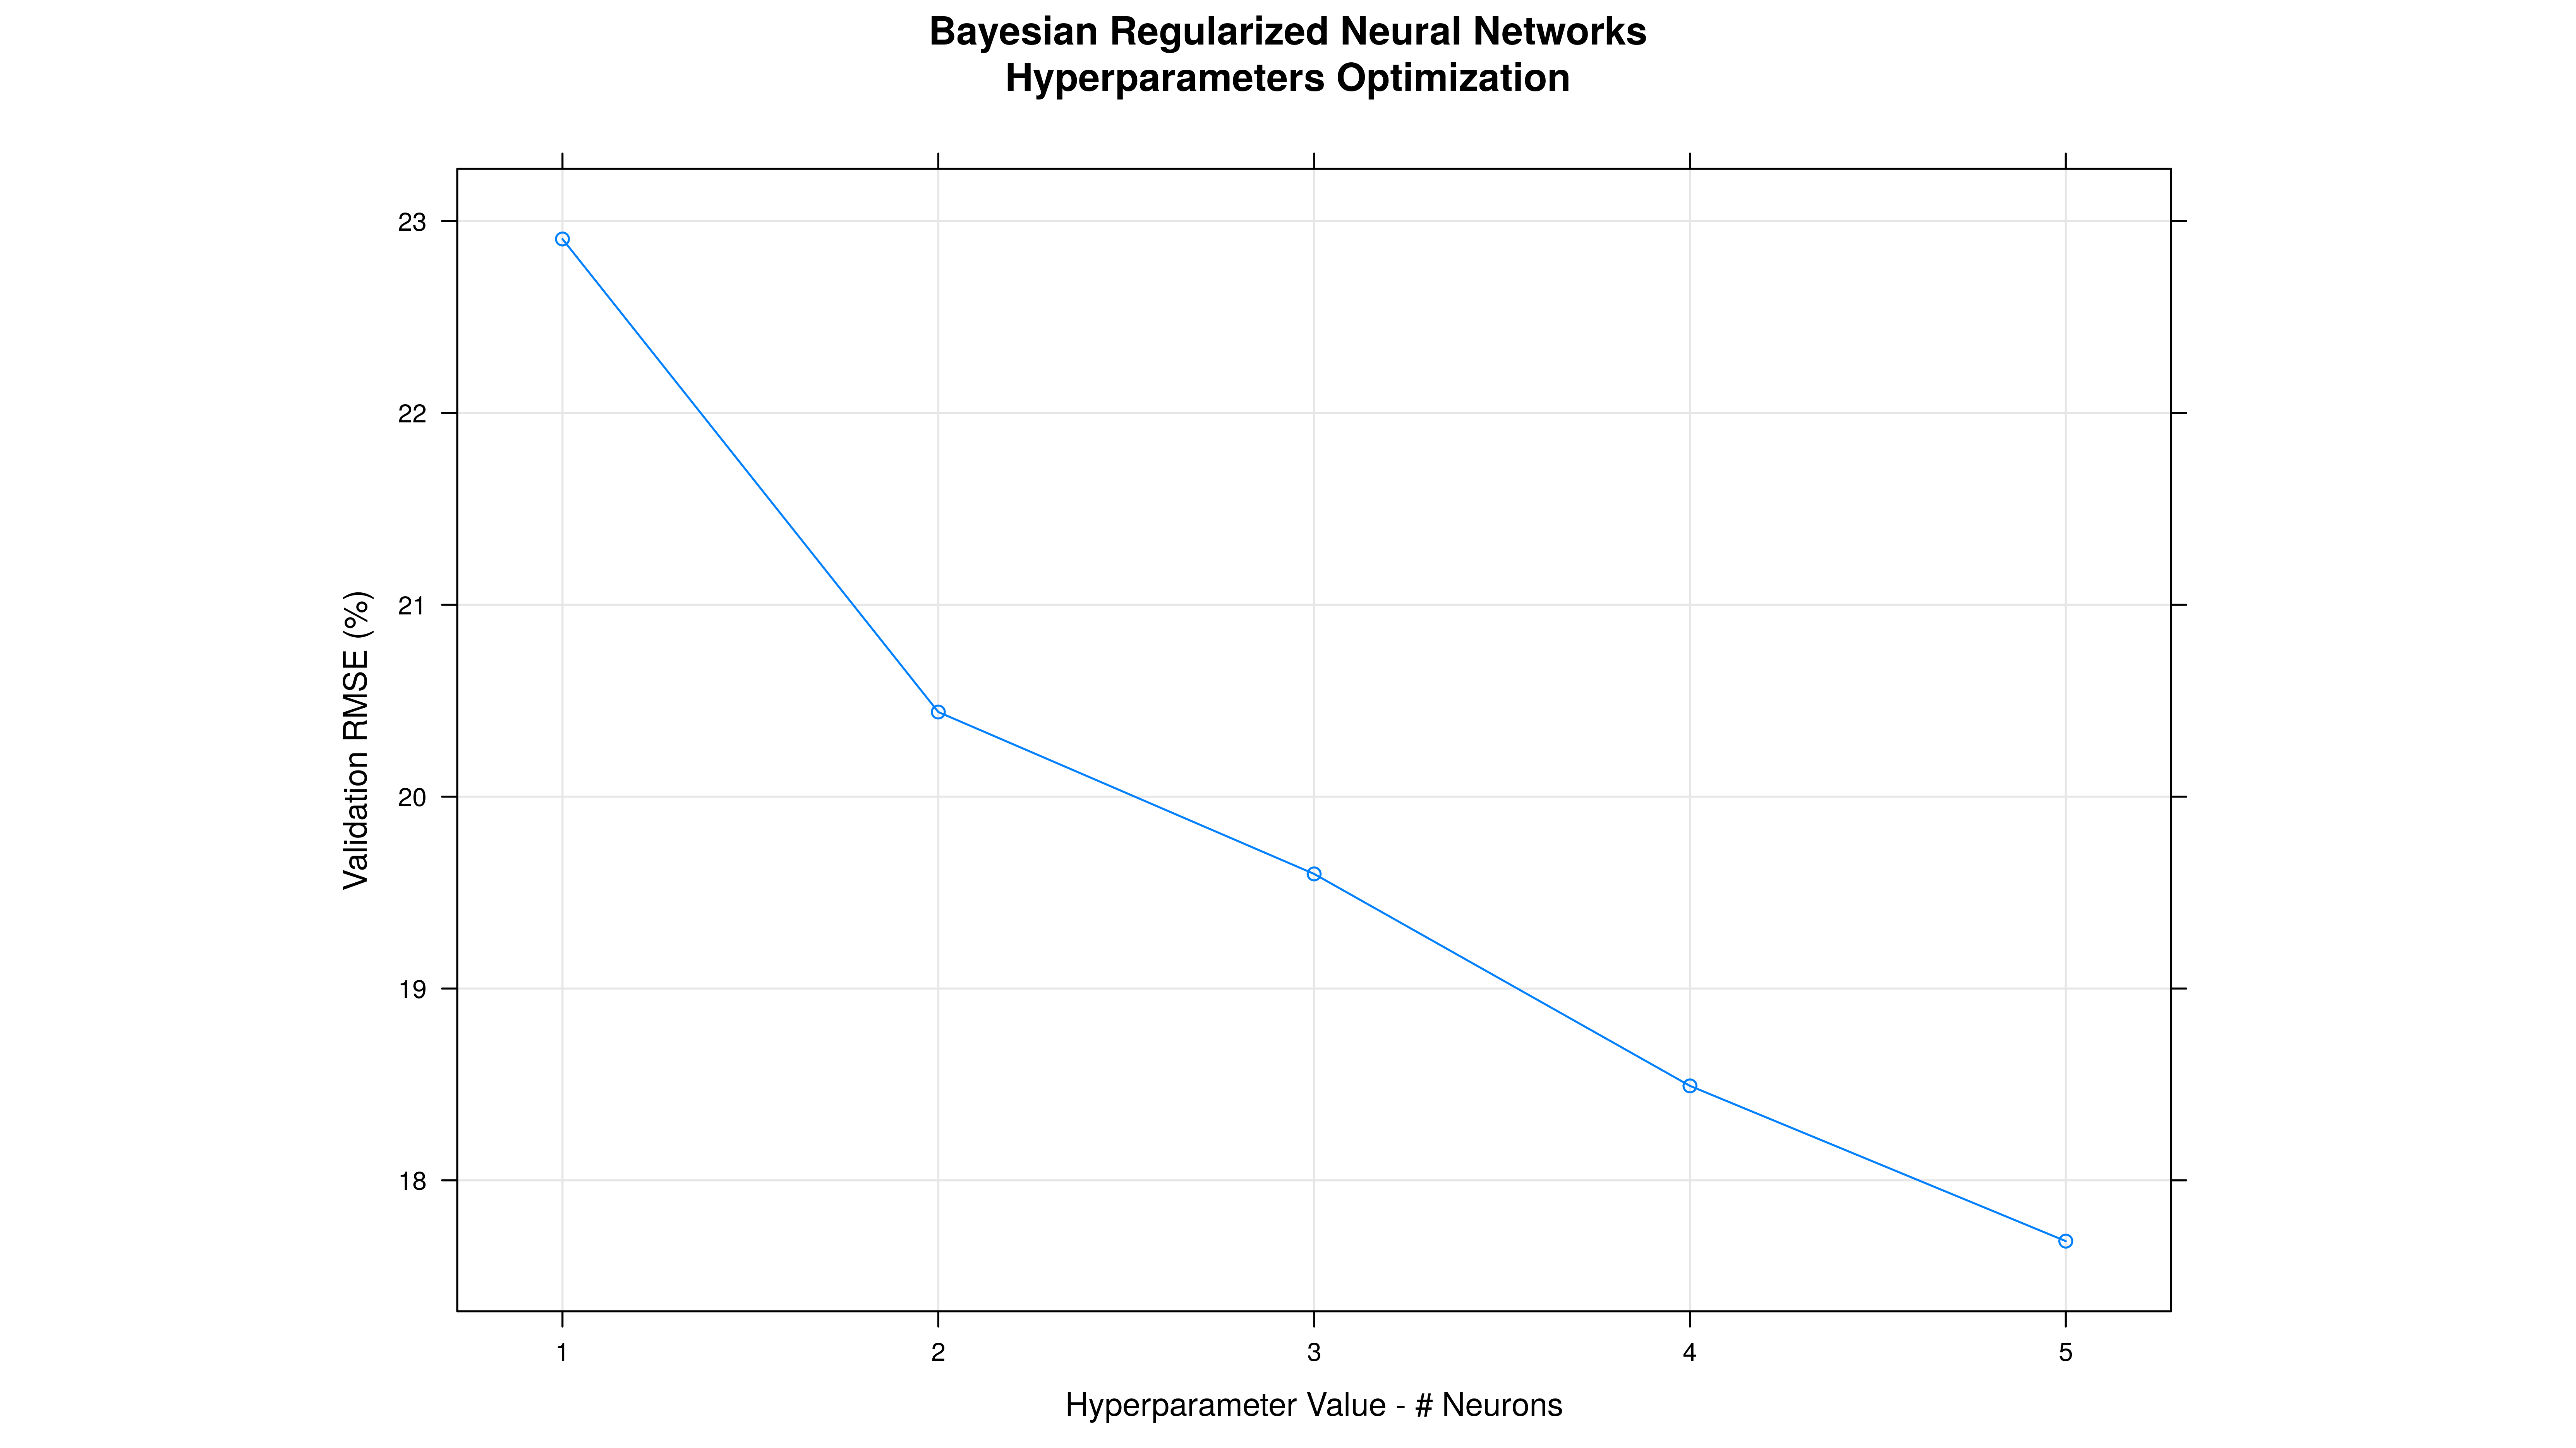 Bayesian Regularized Neural Networks
Hyperparameters Optimization
23
22
21
20
19
18
Validation RMSE (%)
1 2 3 4 5
Hyperparameter Value - # Neurons